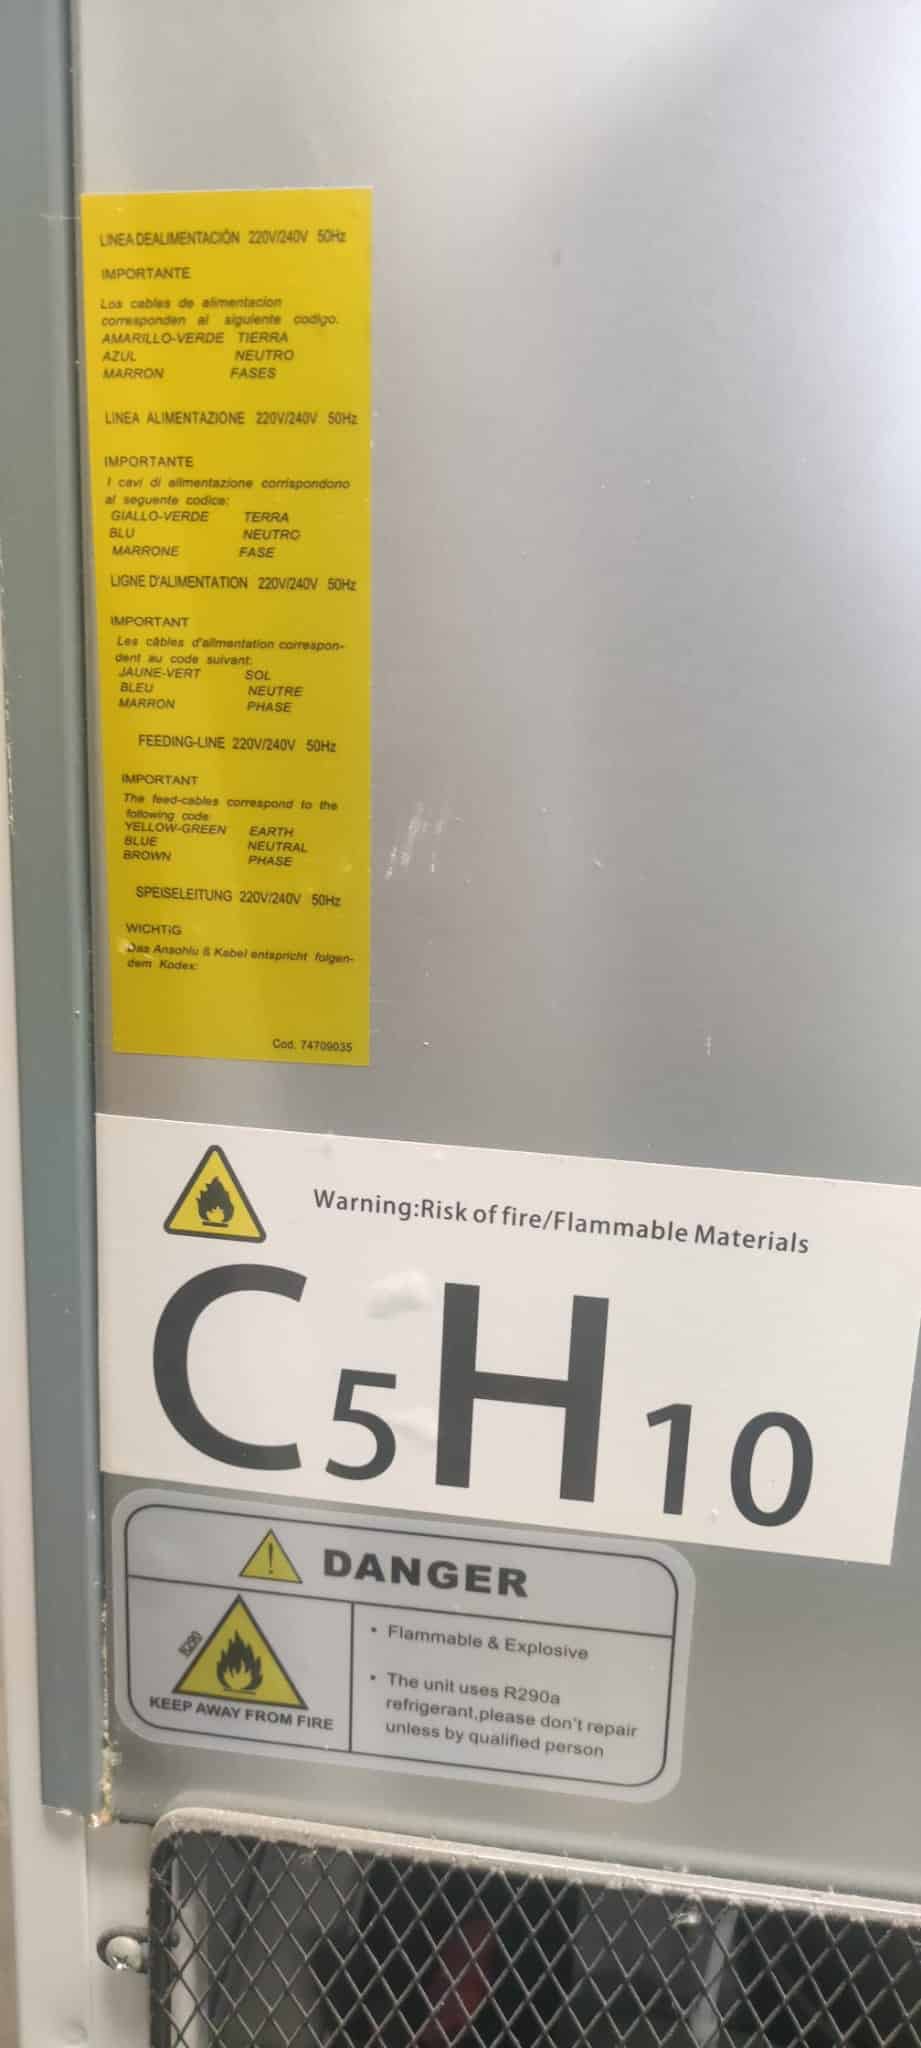 LINEA DEALIMENTACIÓN 220V/240V 50Hz
IMPORTANTE
Los cables de alimentacion
corresponden al siguiente codigo.
AMARILLO-VERDE TIERRA
AZUL NEUTRO
MARRON FASES
LINEA ALIMENTAZIONE 220V/240V 50Hz
IMPORTANTE
I cavi di alimentazione corrispondono
al seguente codice:
GIALLO-VERDE TERRA
BLU NEUTRO
MARRONE FASE
LIGNE D'ALIMENTATION 220V/240V 50Hz
IMPORTANT
Les câbles d'alimentation correspon-
dent au code suivant:
JAUNE-VERT SOL
BLEU NEUTRE
MARRON PHASE
FEEDING-LINE 220V/240V 50Hz
IMPORTANT
The feed-cables correspond to the
following code
YELLOW-GREEN EARTH
BLUE NEUTRAL
BROWN PHASE
SPEISELEITUNG 220V/240V 50Hz
WICHTiG
Das Ansohlu ß Kabel entspricht folgen-
dem Kodex:
Cod. 74709035
Warning:Risk of fire/Flammable Materials
C5H10
DANGER
R290
KEEP AWAY FROM FIRE
• Flammable & Explosive
• The unit uses R290a
refrigerant,please don't repair
unless by qualified person